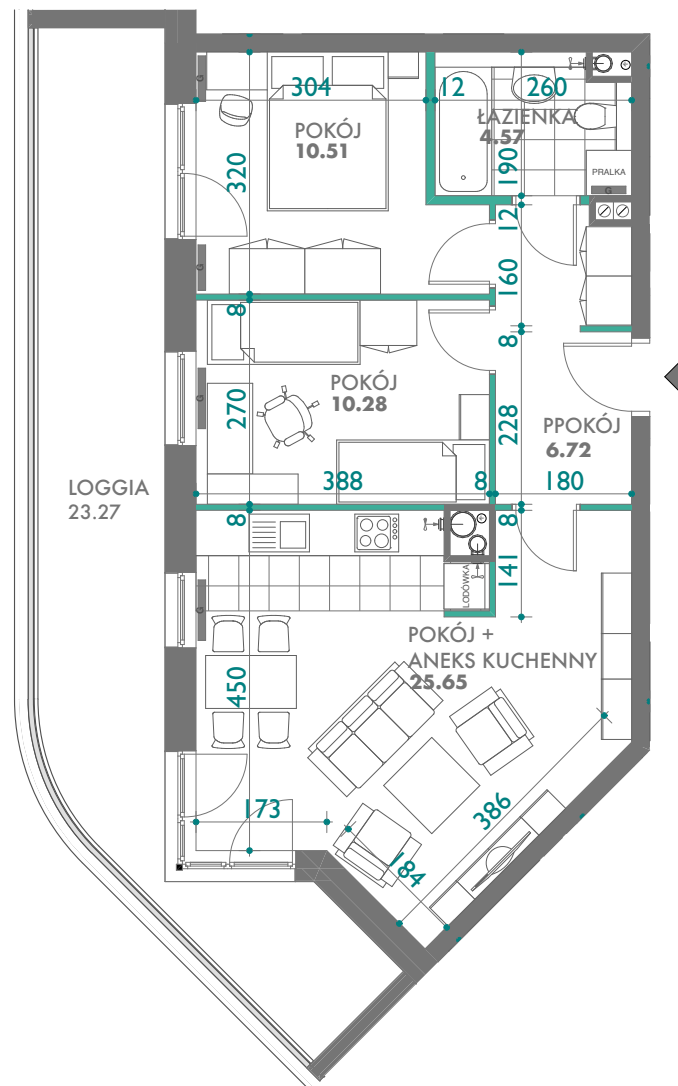 G
304
12
260
POKÓJ
10.51
ŁAZIENKA
4.57
320
190
PRALKA
G
12
G
160
8
8
POKÓJ
10.28
G
270
228
PPOKÓJ
6.72
388
8
180
LOGGIA
23.27
8
8
141
LODÓWKA
G
POKÓJ +
ANEKS KUCHENNY
25.65
450
173
386
184